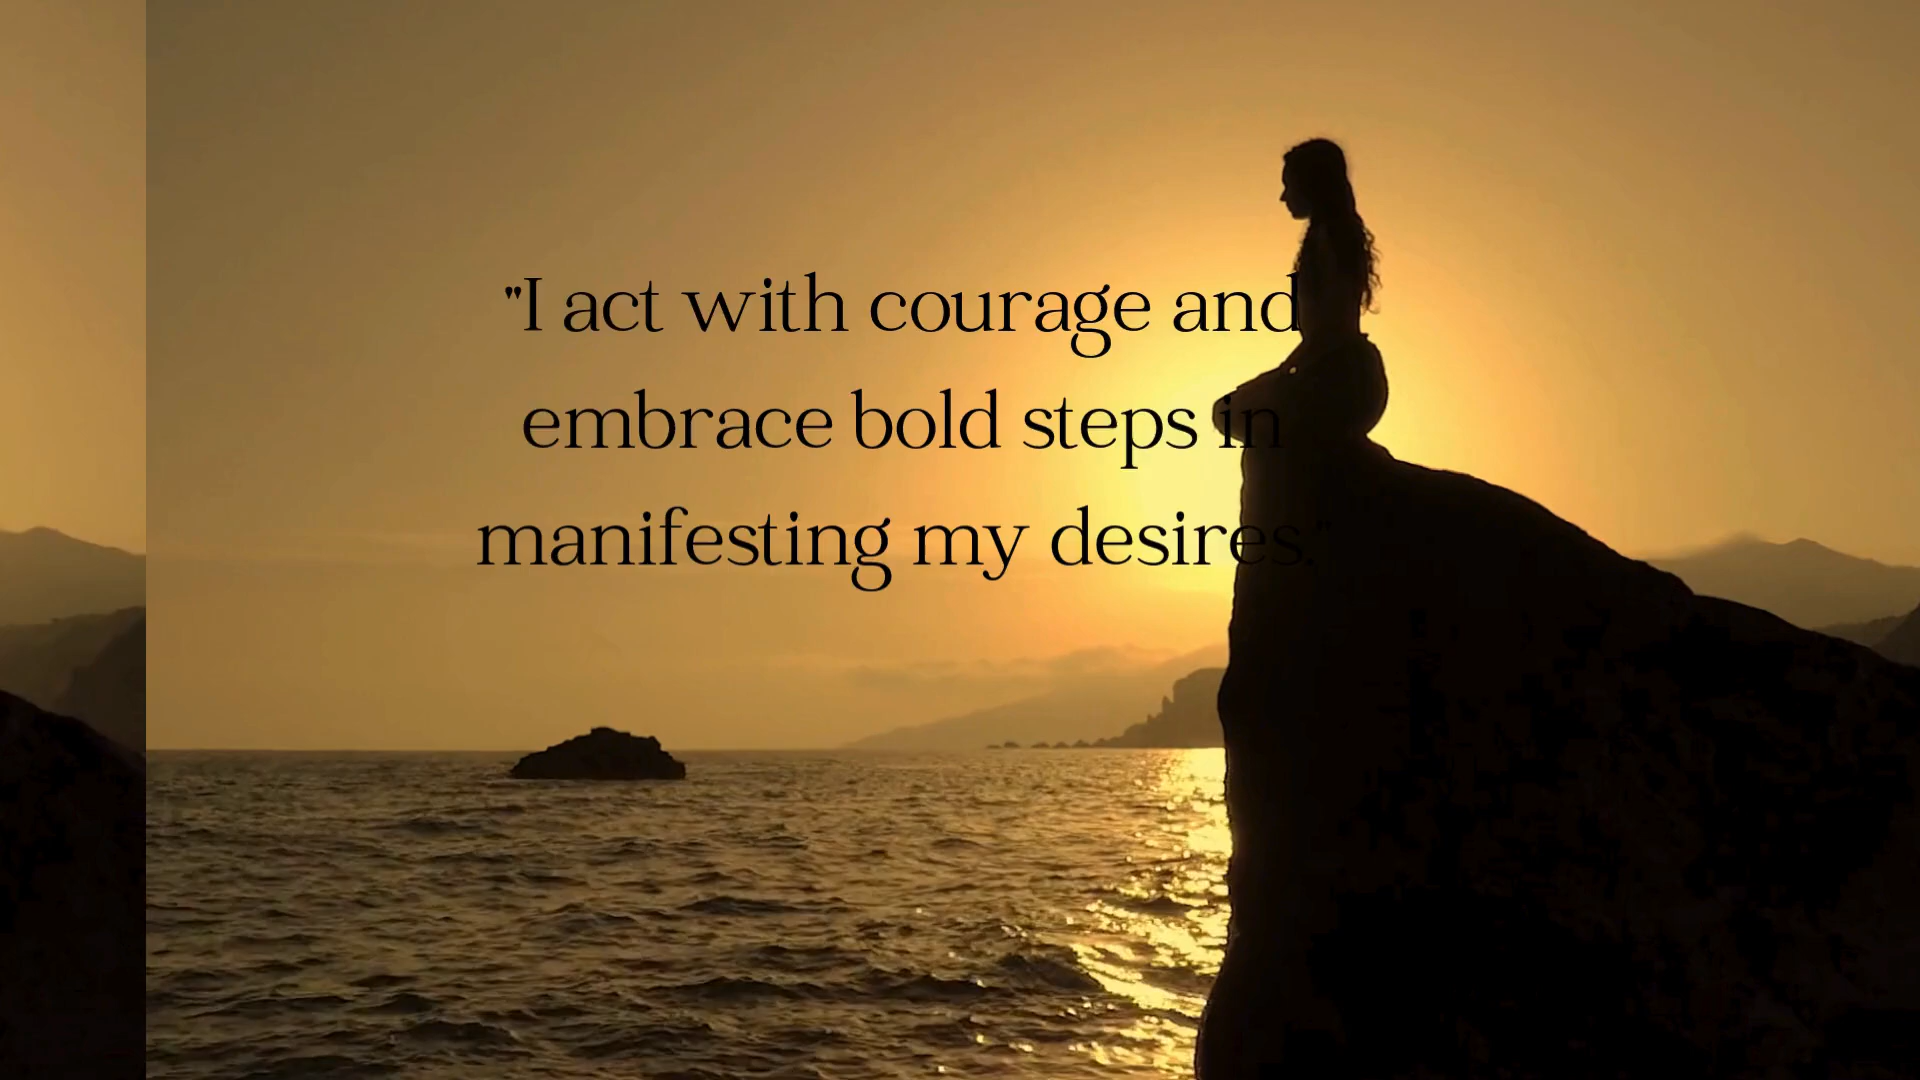 "I act with courage and
embrace bold steps in
manifesting my desires."